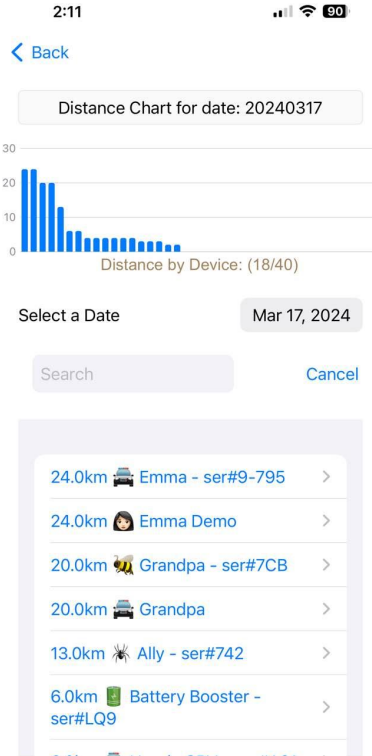 2:11
90
Back
Distance Chart for date: 20240317
30
20
10
0
Distance by Device: (18/40)
Select a Date
Mar 17, 2024
Search
Cancel
24.0km 🚘 Emma - ser#9-795
24.0km 👩🏻 Emma Demo
20.0km 🐝 Grandpa - ser#7CB
20.0km 🚘 Grandpa
13.0km 🕷 Ally - ser#742
6.0km 🔋 Battery Booster -
ser#LQ9